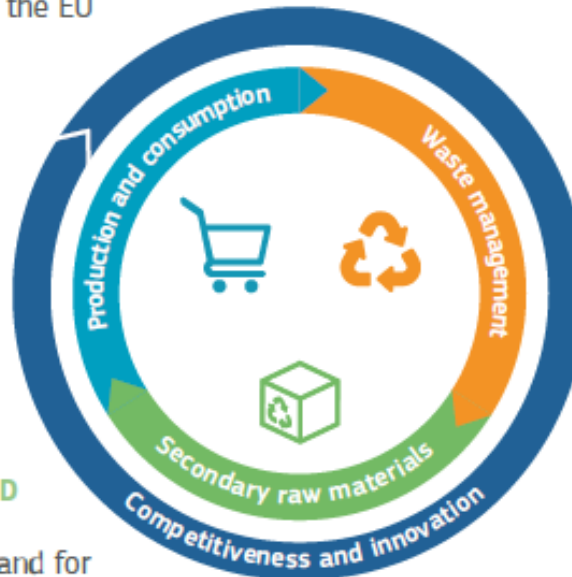 the EU
Production and consumption
Waste management
Secondary raw materials
Competitiveness and innovation
D
and for